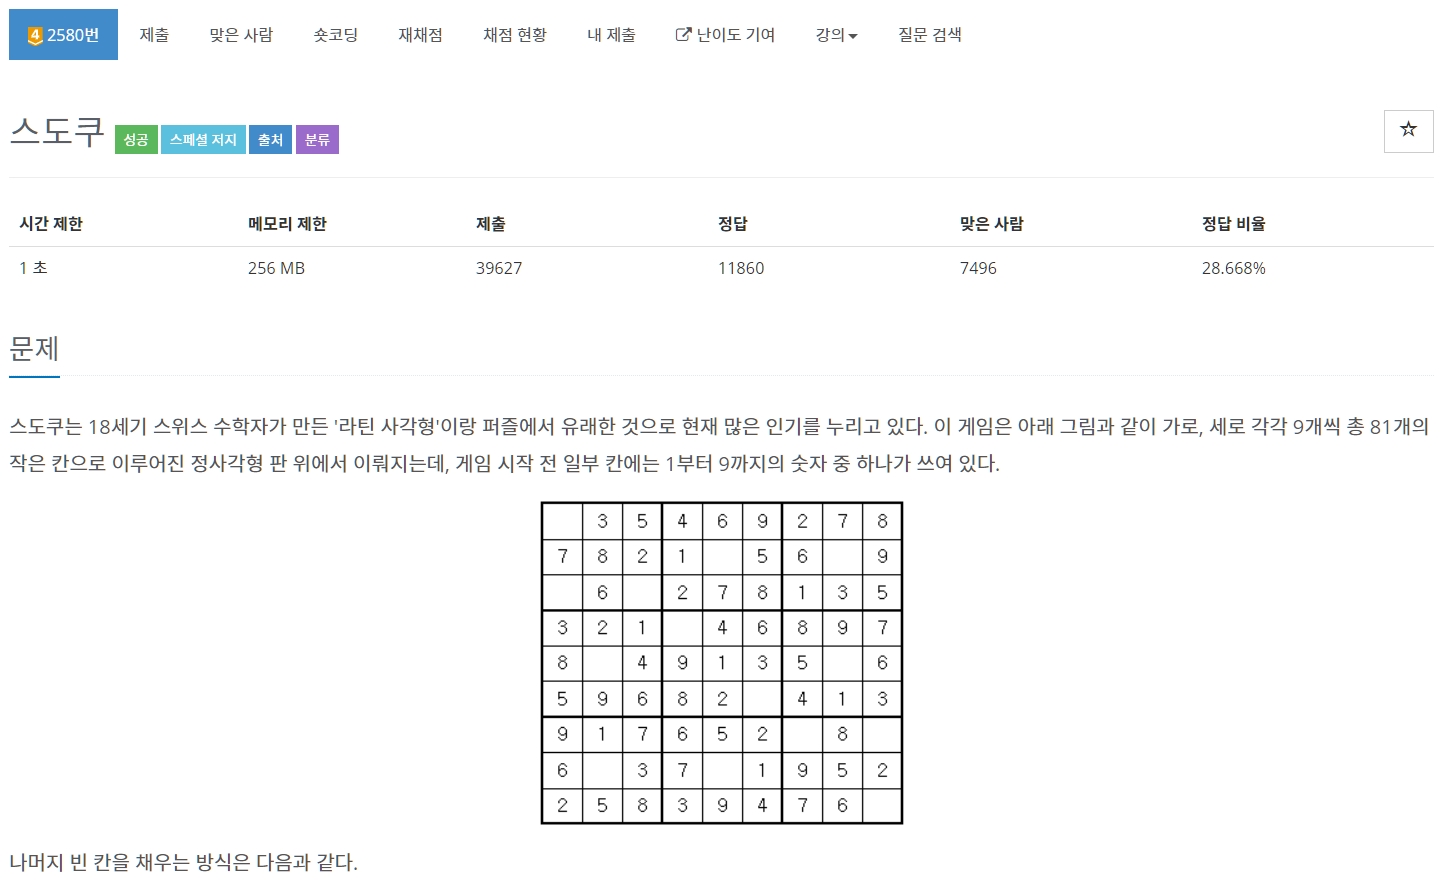 4 2580번 제출 맞은 사람 숏코딩 재채점 채점 현황 내 제출 난이도 기여 강의 질문 검색
스도쿠 성공 스페셜 저지 출처 분류
시간 제한 메모리 제한 제출 정답 맞은 사람 정답 비율
1 초 256 MB 39627 11860 7496 28.668%
문제
스도쿠는 18세기 스위스 수학자가 만든 '라틴 사각형'이랑 퍼즐에서 유래한 것으로 현재 많은 인기를 누리고 있다. 이 게임은 아래 그림과 같이 가로, 세로 각각 9개씩 총 81개의
작은 칸으로 이루어진 정사각형 판 위에서 이뤄지는데, 게임 시작 전 일부 칸에는 1부터 9까지의 숫자 중 하나가 쓰여 있다.
3 5 4 6 9 2 7 8
7 8 2 1 5 6 9
6 2 7 8 1 3 5
3 2 1 4 6 8 9 7
8 4 9 1 3 5 6
5 9 6 8 2 4 1 3
9 1 7 6 5 2 8
6 3 7 1 9 5 2
2 5 8 3 9 4 7 6
나머지 빈 칸을 채우는 방식은 다음과 같다.